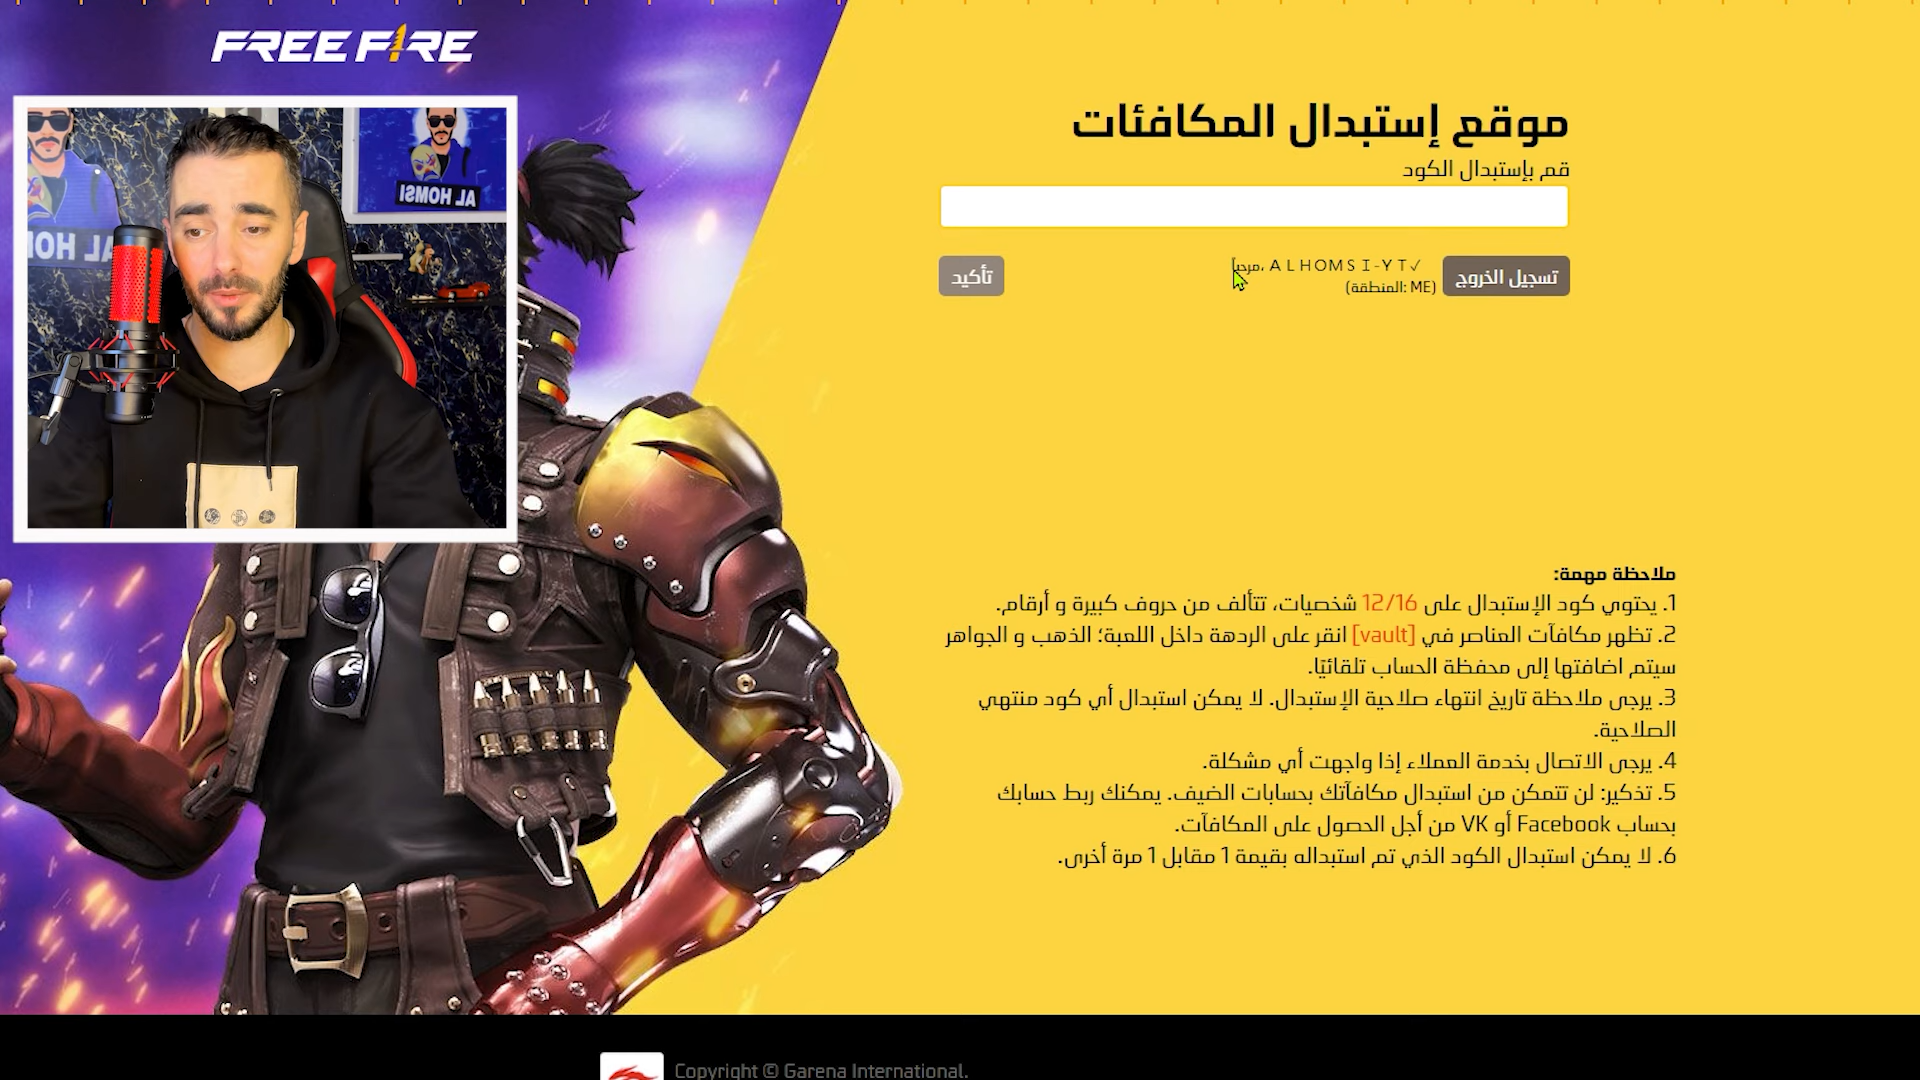 FREE FIRE
AL HOMSI
AL HOM
موقع إستبدال المكافئات
قم بإستبدال الكود
تأكيد
مرحباً، A L H O M S I - Y T ✓
(المنطقة: ME)
تسجيل الخروج
ملاحظة مهمة:
1. يحتوي كود الإستبدال على 12/16 شخصيات، تتألف من حروف كبيرة و أرقام.
2. تظهر مكافآت العناصر في [vault] انقر على الردهة داخل اللعبة؛ الذهب و الجواهر
سيتم اضافتها إلى محفظة الحساب تلقائيًا.
3. يرجى ملاحظة تاريخ انتهاء صلاحية الإستبدال. لا يمكن استبدال أي كود منتهي
الصلاحية.
4. يرجى الاتصال بخدمة العملاء إذا واجهت أي مشكلة.
5. تذكير: لن تتمكن من استبدال مكافآتك بحسابات الضيف. يمكنك ربط حسابك
بحساب Facebook أو VK من أجل الحصول على المكافآت.
6. لا يمكن استبدال الكود الذي تم استبداله بقيمة 1 مقابل 1 مرة أخرى.
Copyright © Garena International.